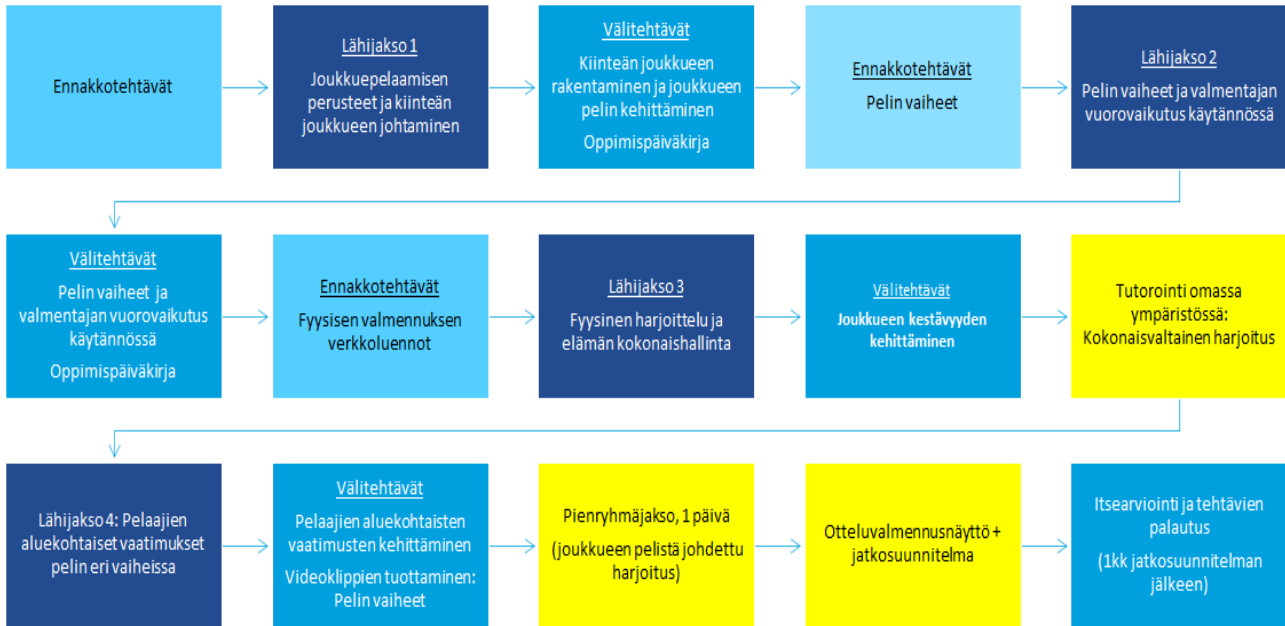 Ennakkotehtävät
Lähijakso 1
Joukkuepelaamisen
perusteet ja kiinteän
joukkueen johtaminen
Välitehtävät
Kiinteän joukkueen
rakentaminen ja joukkueen
pelin kehittäminen
Oppimispäiväkirja
Ennakkotehtävät
Pelin vaiheet
Lähijakso 2
Pelin vaiheet ja valmentajan
vuorovaikutus käytännössä
Välitehtävät
Pelin vaiheet ja
valmentajan vuorovaikutus
käytännössä
Oppimispäiväkirja
Ennakkotehtävät
Fyysisen valmennuksen
verkkoluennot
Lähijakso 3
Fyysinen harjoittelu ja
elämän kokonaishallinta
Välitehtävät
Joukkueen kestävyyden
kehittäminen
Tutorointi omassa
ympäristössä:
Kokonaisvaltainen harjoitus
Lähijakso 4: Pelaajien
aluekohtaiset vaatimukset
pelin eri vaiheissa
Välitehtävät
Pelaajien aluekohtaisten
vaatimusten kehittäminen
Videoklippien tuottaminen:
Pelin vaiheet
Pienryhmäjakso, 1 päivä
(joukkueen pelistä johdettu
harjoitus)
Otteluvalmennusnäyttö +
jatkosuunnitelma
Itsearviointi ja tehtävien
palautus
(1kk jatkosuunnitelman
jälkeen)